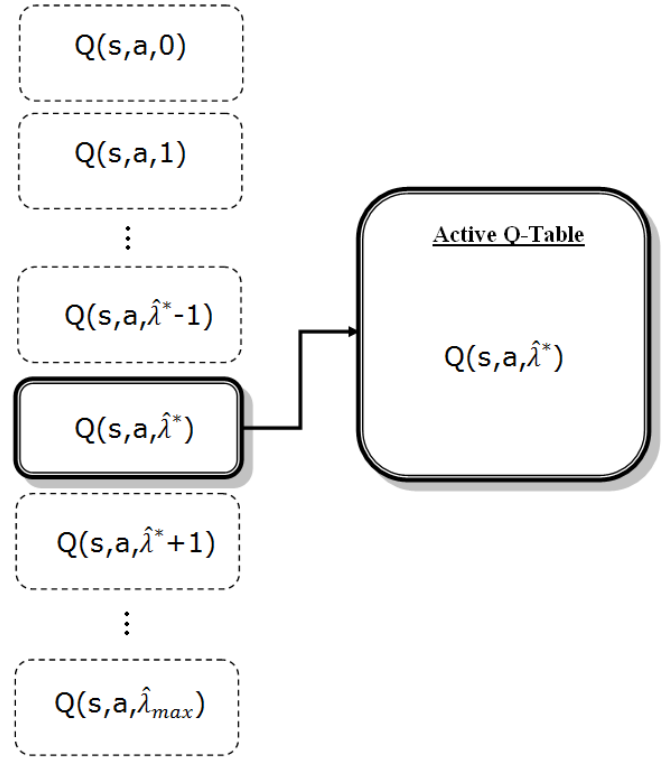 Q(s,a,0)
Q(s,a,1)
⋮
Q(s,a,λ̂*-1)
Q(s,a,λ̂*)
Q(s,a,λ̂*+1)
⋮
Q(s,a,λ̂max)
Active Q-Table
Q(s,a,λ̂*)